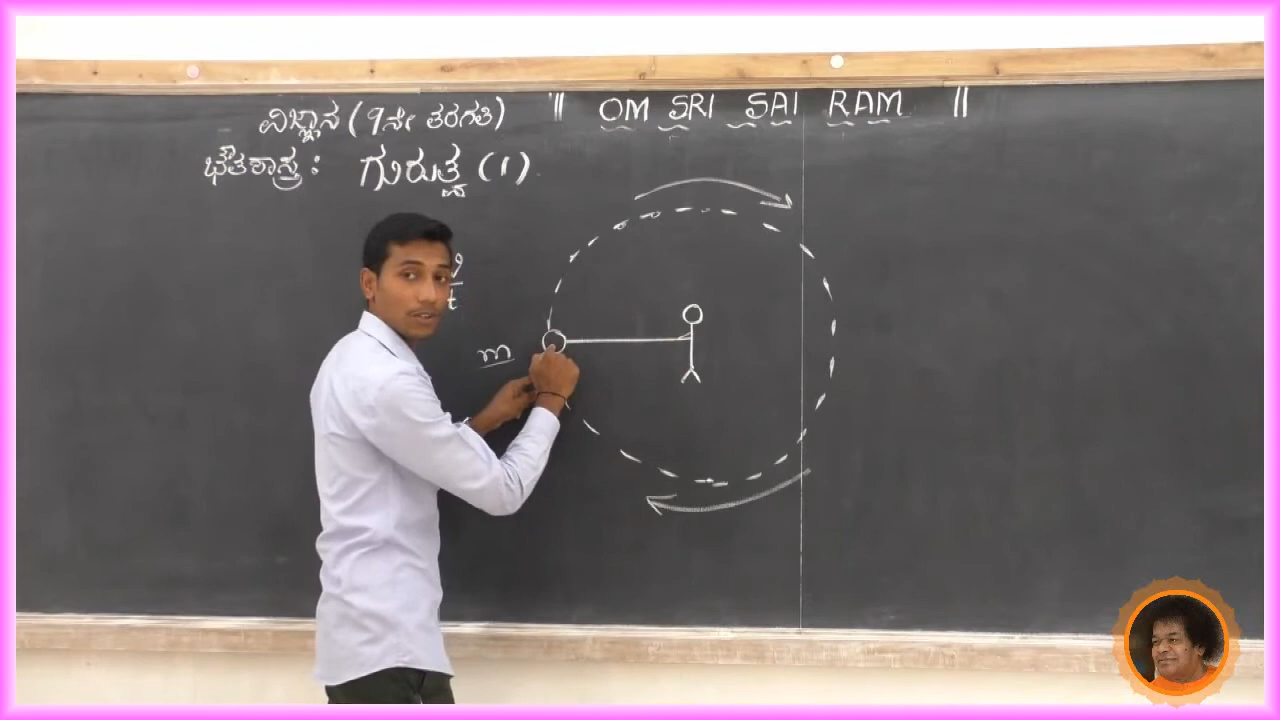 ವಿಜ್ಞಾನ (9ನೇ ತರಗತಿ)
|| OM SRI SAI RAM ||
ಭೌತಶಾಸ್ತ್ರ : ಗುರುತ್ವ (1)
t
m